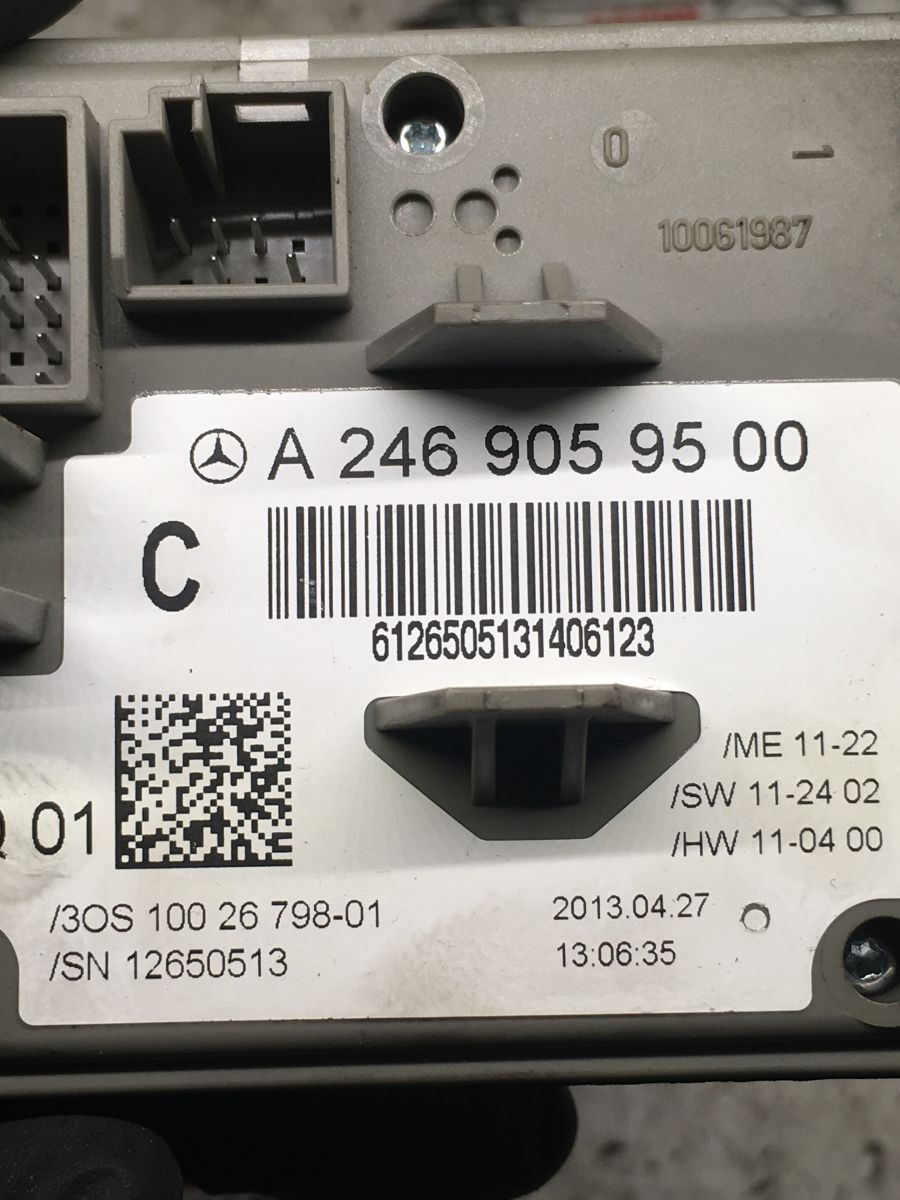 0 1
10061987
A 246 905 95 00
C
6126505131406123
/ME 11-22
/SW 11-24 02
01
/HW 11-04 00
/3OS 100 26 798-01
2013.04.27
/SN 12650513
13:06:35